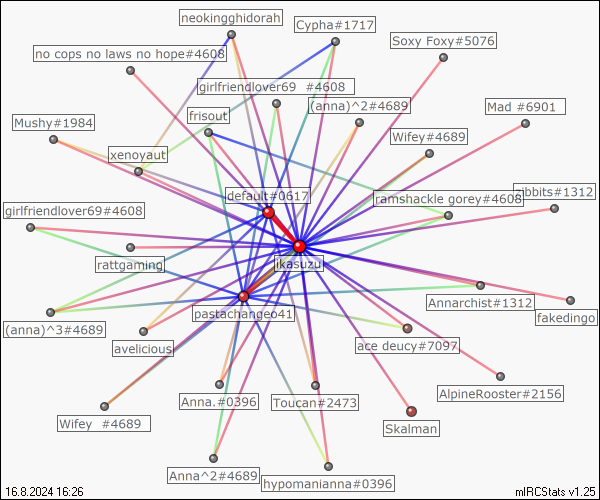 neokingghidorah
Cypha#1717
Soxy Foxy#5076
no cops no laws no hope#4608
girlfriendlover69  #4608
(anna)^2#4689
Mad #6901
frisout
Mushy#1984
Wifey#4689
xenoyaut
default#0617
ramshackle gorey#4608
ribbits#1312
girlfriendlover69#4608
rattgaming
ikasuzu
Annarchist#1312
pastachangeo41
fakedingo
(anna)^3#4689
avelicious
ace deucy#7097
AlpineRooster#2156
Anna.#0396
Toucan#2473
Wifey  #4689
Skalman
Anna^2#4689
hypomanianna#0396
16.8.2024 16:26
mIRCStats v1.25